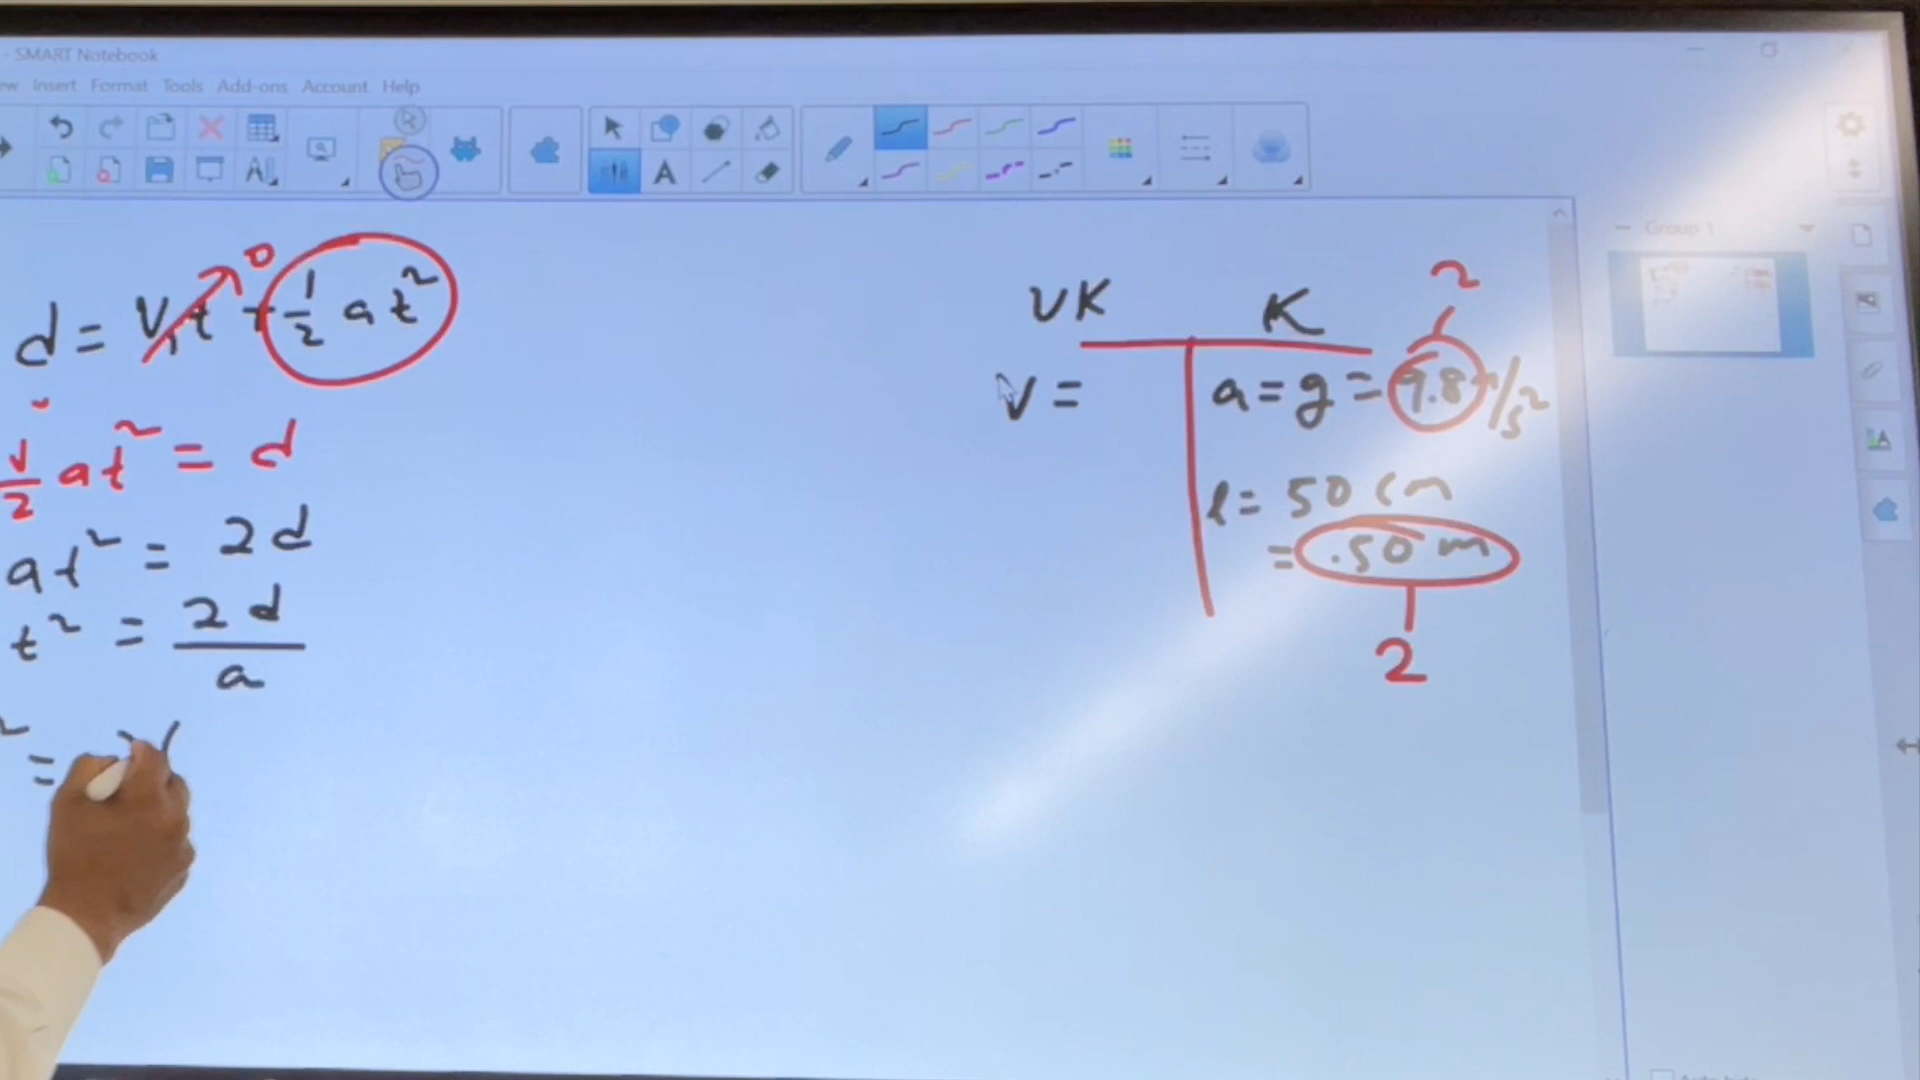 - SMART Notebook
Insert Format Tools Add-ons Account Help
Group 1
d = V₁t + 1/2 at² 0
1/2 at² = d
at² = 2d
t² = 2d/a
² =
UK K
V = a = g = 9.8 m/s² 2
l = 50 cm
= .50 m
2